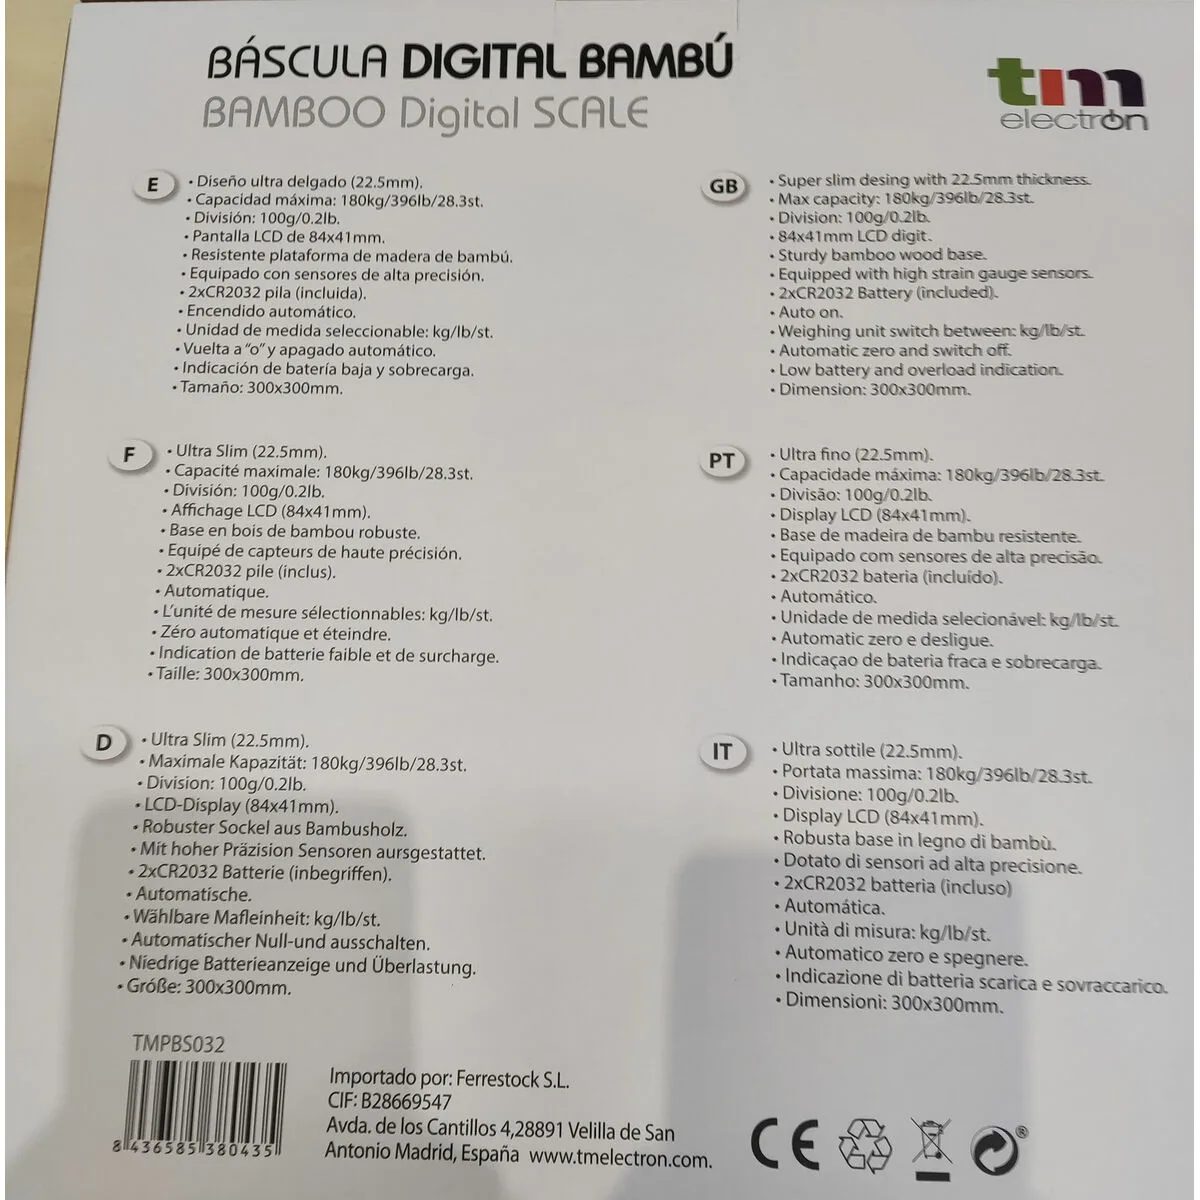 BÁSCULA DIGITAL BAMBÚ
BAMBOO Digital SCALE
tm
electron
E
• Diseño ultra delgado (22.5mm).
• Capacidad máxima: 180kg/396lb/28.3st.
• División: 100g/0.2lb.
• Pantalla LCD de 84x41mm.
• Resistente plataforma de madera de bambú.
• Equipado con sensores de alta precisión.
• 2xCR2032 pila (incluida).
• Encendido automático.
• Unidad de medida seleccionable: kg/lb/st.
• Vuelta a "o" y apagado automático.
• Indicación de batería baja y sobrecarga.
• Tamaño: 300x300mm.
GB
• Super slim desing with 22.5mm thickness.
• Max capacity: 180kg/396lb/28.3st.
• Division: 100g/0.2lb.
• 84x41mm LCD digit.
• Sturdy bamboo wood base.
• Equipped with high strain gauge sensors.
• 2xCR2032 Battery (included).
• Auto on.
• Weighing unit switch between: kg/lb/st.
• Automatic zero and switch off.
• Low battery and overload indication.
• Dimension: 300x300mm.
F
• Ultra Slim (22.5mm).
• Capacité maximale: 180kg/396lb/28.3st.
• División: 100g/0.2lb.
• Affichage LCD (84x41mm).
• Base en bois de bambou robuste.
• Equipé de capteurs de haute précisión.
• 2xCR2032 pile (inclus).
• Automatique.
• L'unité de mesure sélectionnables: kg/lb/st.
• Zéro automatique et éteindre.
• Indication de batterie faible et de surcharge.
• Taille: 300x300mm.
PT
• Ultra fino (22.5mm).
• Capacidade máxima: 180kg/396lb/28.3st.
• Divisão: 100g/0.2lb.
• Display LCD (84x41mm).
• Base de madeira de bambu resistente.
• Equipado com sensores de alta precisão.
• 2xCR2032 bateria (incluído).
• Automático.
• Unidade de medida selecionável: kg/lb/st.
• Automatic zero e desligue.
• Indicaçao de bateria fraca e sobrecarga.
• Tamanho: 300x300mm.
D
• Ultra Slim (22.5mm).
• Maximale Kapazität: 180kg/396lb/28.3st.
• Division: 100g/0.2lb.
• LCD-Display (84x41mm).
• Robuster Sockel aus Bambusholz.
• Mit hoher Präzision Sensoren aursgestattet.
• 2xCR2032 Batterie (inbegriffen).
• Automatische.
• Wählbare Mafleinheit: kg/lb/st.
• Automatischer Null-und ausschalten.
• Niedrige Batterieanzeige und Überlastung.
• Gróße: 300x300mm.
IT
• Ultra sottile (22.5mm).
• Portata massima: 180kg/396lb/28.3st.
• Divisione: 100g/0.2lb.
• Display LCD (84x41mm).
• Robusta base in legno di bambù.
• Dotato di sensori ad alta precisione.
• 2xCR2032 batteria (incluso)
• Automática.
• Unità di misura: kg/lb/st.
• Automatico zero e spegnere.
• Indicazione di batteria scarica e sovraccarico.
• Dimensioni: 300x300mm.
TMPBS032
8 436585 380435
Importado por: Ferrestock S.L.
CIF: B28669547
Avda. de los Cantillos 4,28891 Velilla de San
Antonio Madrid, España www.tmelectron.com.
CE
®